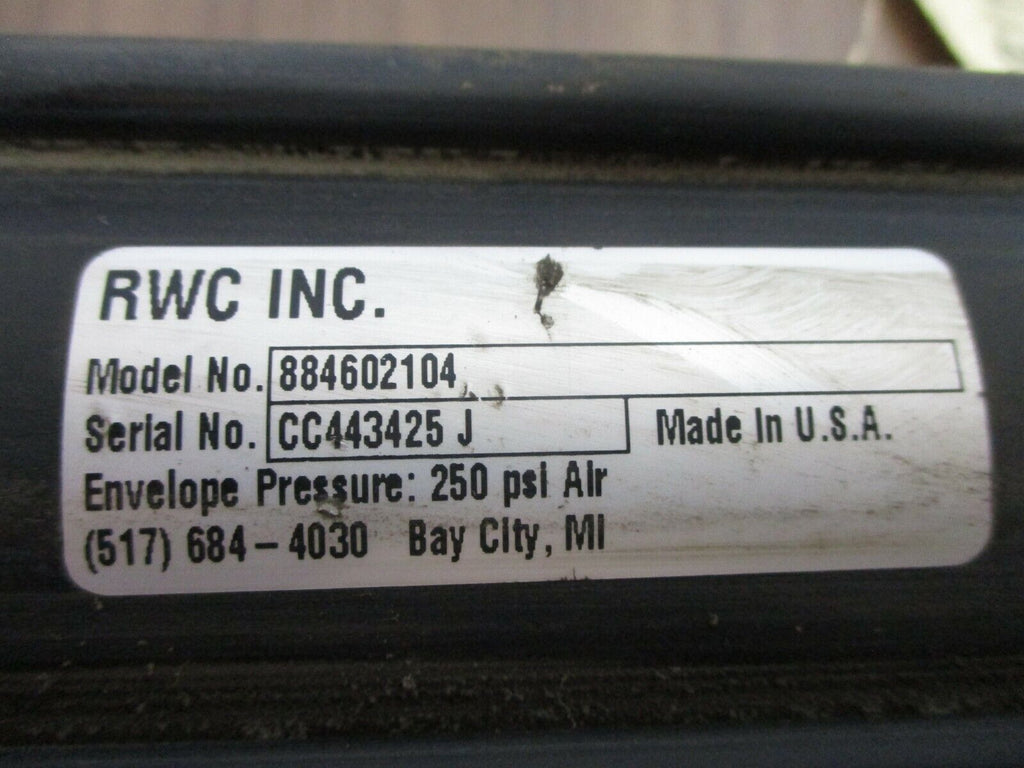 RWC INC.
Model No. 884602104
Serial No. CC443425 J Made In U.S.A.
Envelope Pressure: 250 psi Air
(517) 684-4030 Bay City, MI